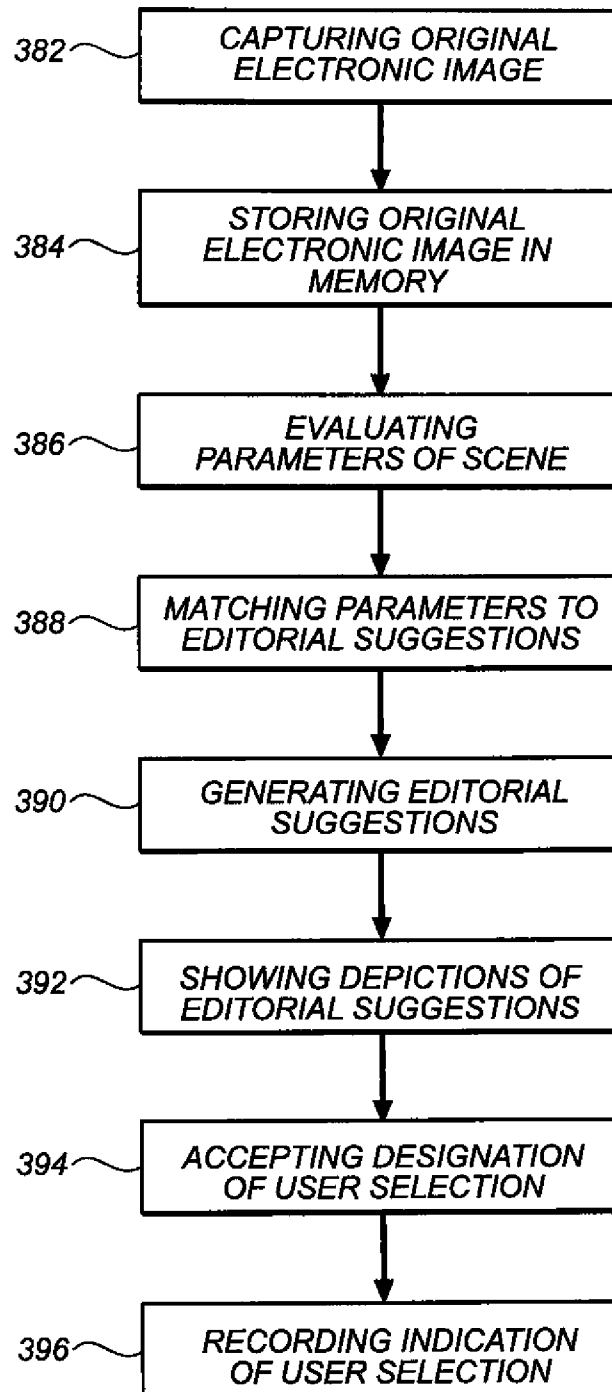 382
CAPTURING ORIGINAL
ELECTRONIC IMAGE
384
STORING ORIGINAL
ELECTRONIC IMAGE IN
MEMORY
386
EVALUATING
PARAMETERS OF SCENE
388
MATCHING PARAMETERS TO
EDITORIAL SUGGESTIONS
390
GENERATING EDITORIAL
SUGGESTIONS
392
SHOWING DEPICTIONS OF
EDITORIAL SUGGESTIONS
394
ACCEPTING DESIGNATION
OF USER SELECTION
396
RECORDING INDICATION
OF USER SELECTION